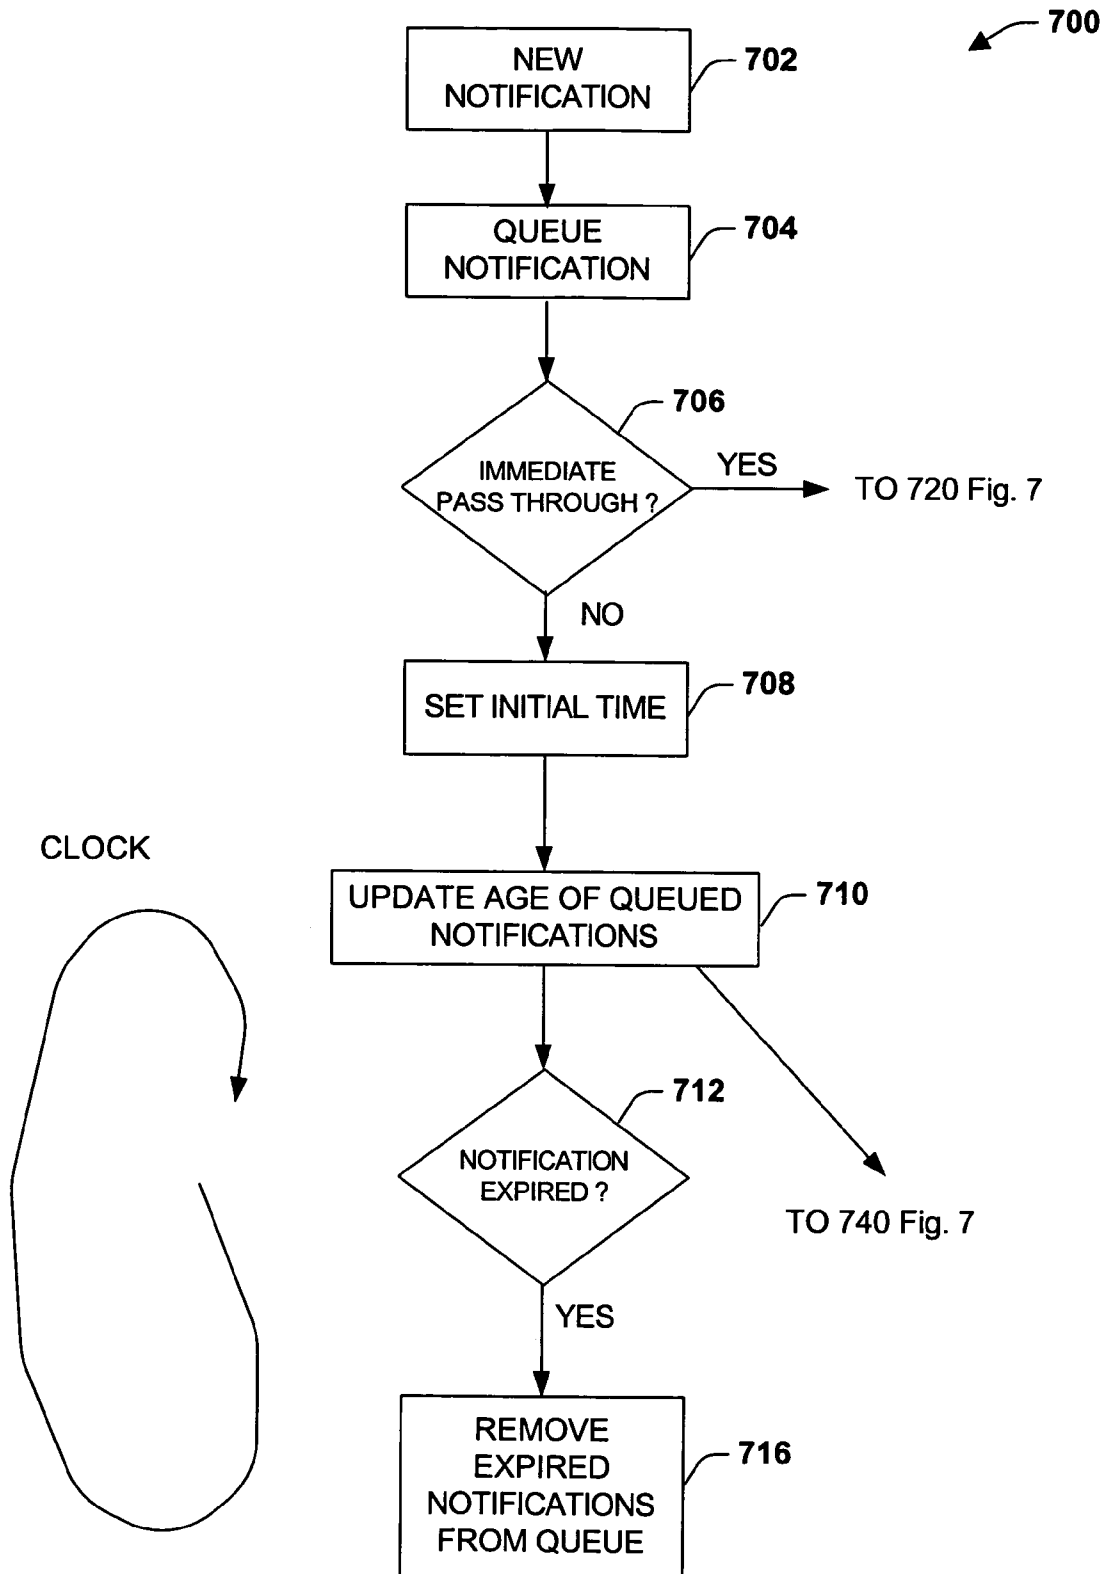 700
NEW
NOTIFICATION
702
QUEUE
NOTIFICATION
704
706
IMMEDIATE
PASS THROUGH ?
YES
TO 720 Fig. 7
NO
SET INITIAL TIME
708
CLOCK
UPDATE AGE OF QUEUED
NOTIFICATIONS
710
712
NOTIFICATION
EXPIRED ?
TO 740 Fig. 7
YES
REMOVE
EXPIRED
NOTIFICATIONS
FROM QUEUE
716